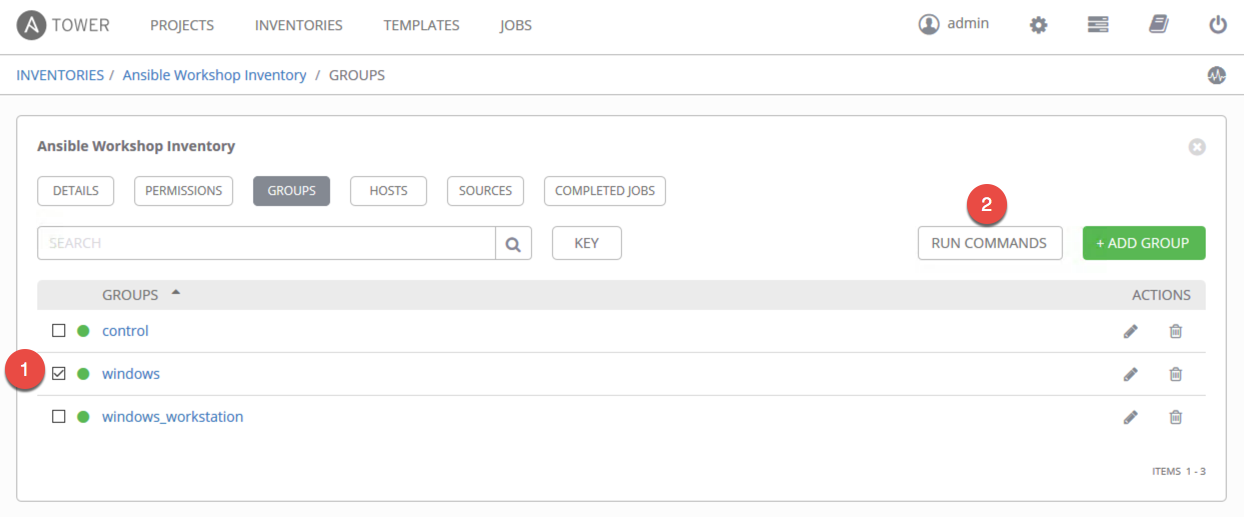 A TOWER PROJECTS INVENTORIES TEMPLATES JOBS admin
INVENTORIES / Ansible Workshop Inventory / GROUPS
Ansible Workshop Inventory
DETAILS PERMISSIONS GROUPS HOSTS SOURCES COMPLETED JOBS
2
SEARCH KEY RUN COMMANDS + ADD GROUP
GROUPS ACTIONS
control
1 windows
windows_workstation
ITEMS 1 - 3